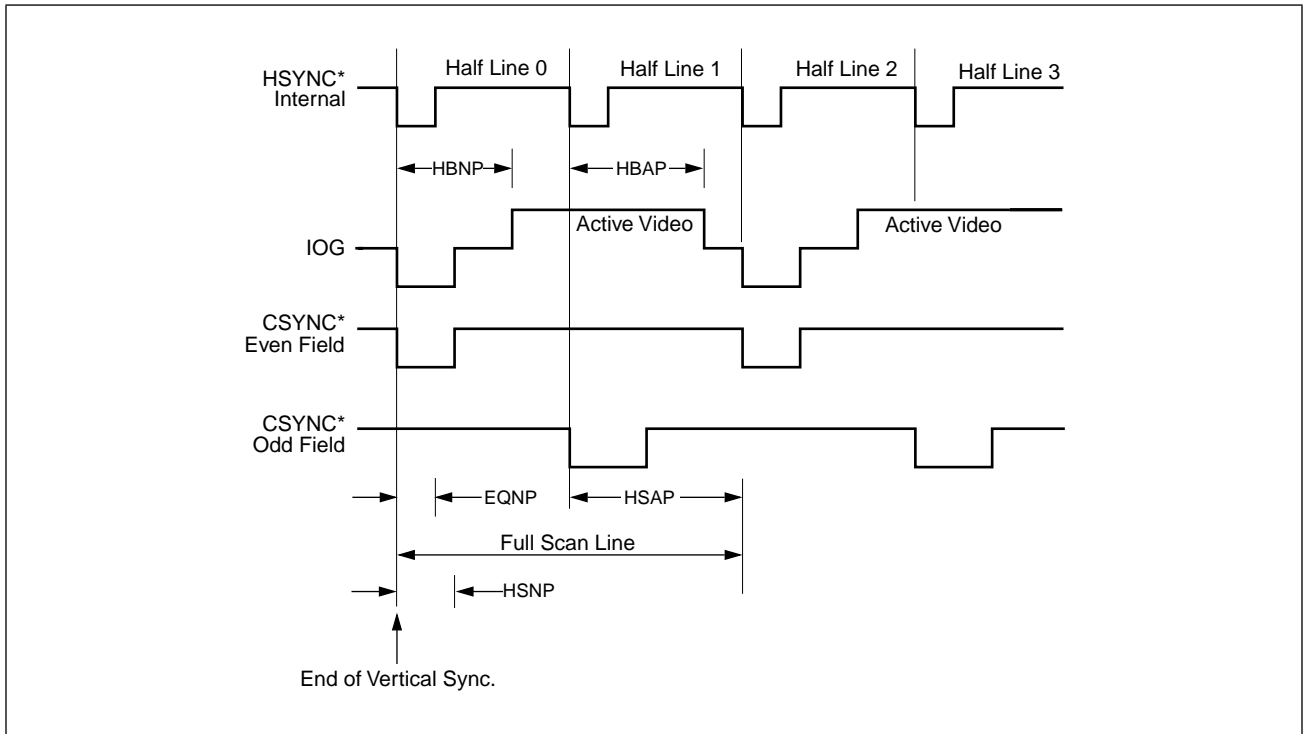 Half Line 0
Half Line 1
Half Line 2
Half Line 3
HSYNC*
Internal
HBNP
HBAP
Active Video
Active Video
IOG
CSYNC*
Even Field
CSYNC*
Odd Field
EQNP
HSAP
Full Scan Line
HSNP
End of Vertical Sync.